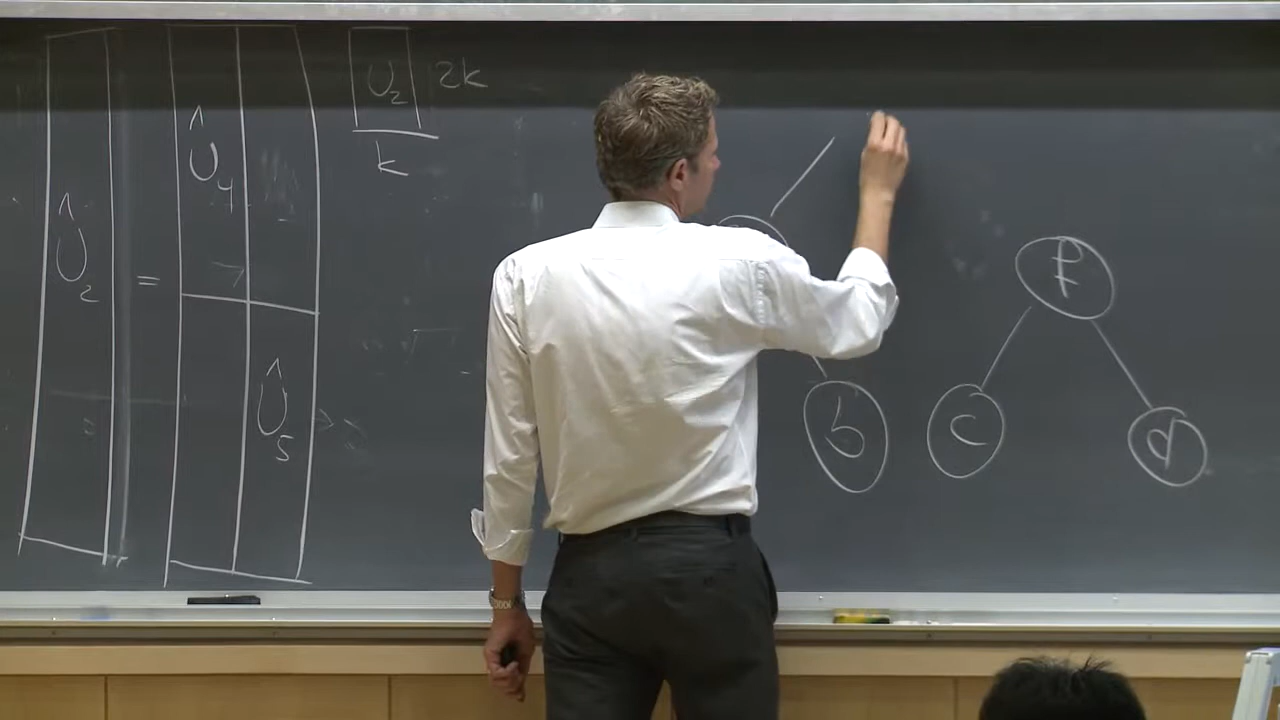 Û₂ = Û₄ Û₅
U₂ 2k
k
b c d